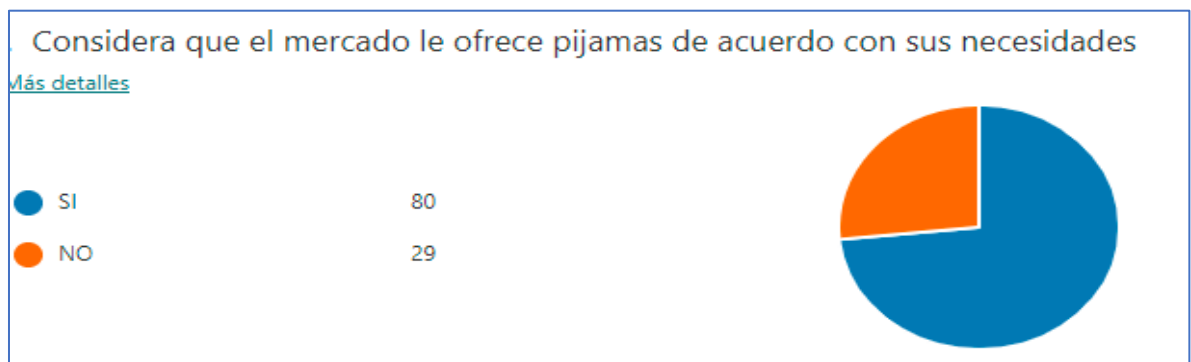 . Considera que el mercado le ofrece pijamas de acuerdo con sus necesidades
Más detalles
SI 80
NO 29